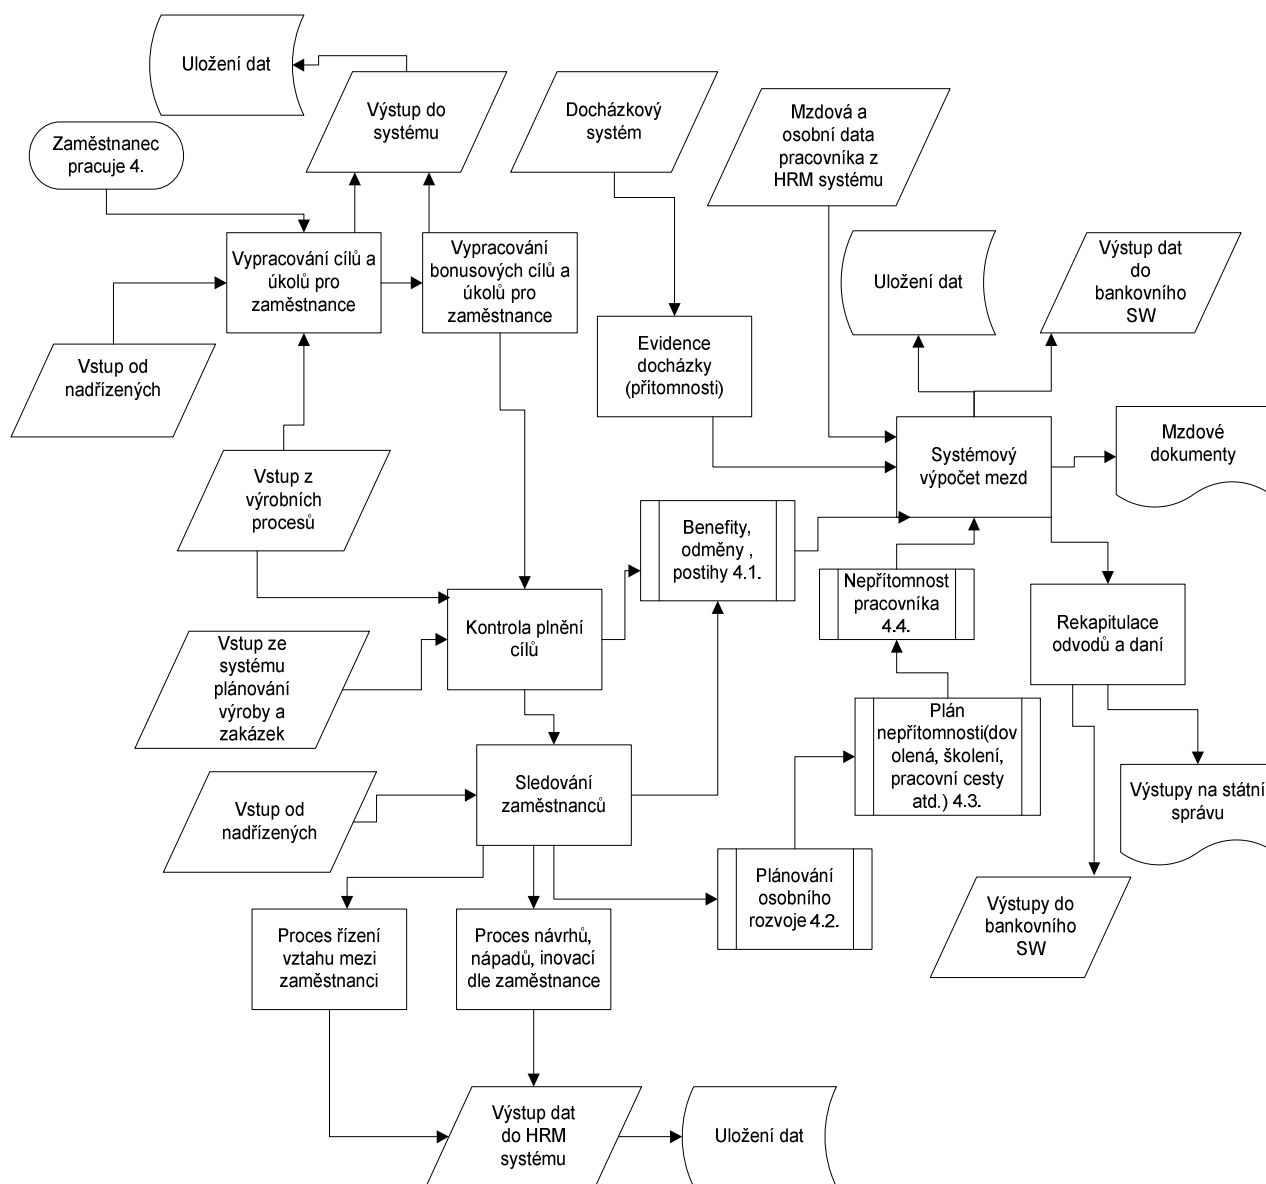 Uložení dat
Výstup do
systému
Docházkový
systém
Mzdová a
osobní data
pracovníka z
HRM systému
Zaměstnanec
pracuje 4.
Vypracování cílů a
úkolů pro
zaměstnance
Vypracování
bonusových cílů a
úkolů pro
zaměstnance
Uložení dat
Výstup dat
do
bankovního
SW
Vstup od
nadřízených
Evidence
docházky
(přítomnosti)
Systémový
výpočet mezd
Mzdové
dokumenty
Vstup z
výrobních
procesů
Benefity,
odměny ,
postihy 4.1.
Nepřítomnost
pracovníka
4.4.
Rekapitulace
odvodů a daní
Kontrola plnění
cílů
Vstup ze
systému
plánování
výroby a
zakázek
Plán
nepřítomnosti(dov
olená, školení,
pracovní cesty
atd.) 4.3.
Sledování
zaměstnanců
Vstup od
nadřízených
Výstupy na státní
správu
Plánování
osobního
rozvoje 4.2.
Výstupy do
bankovního
SW
Proces řízení
vztahu mezi
zaměstnanci
Proces návrhů,
nápadů, inovací
dle zaměstnance
Výstup dat
do HRM
systému
Uložení dat